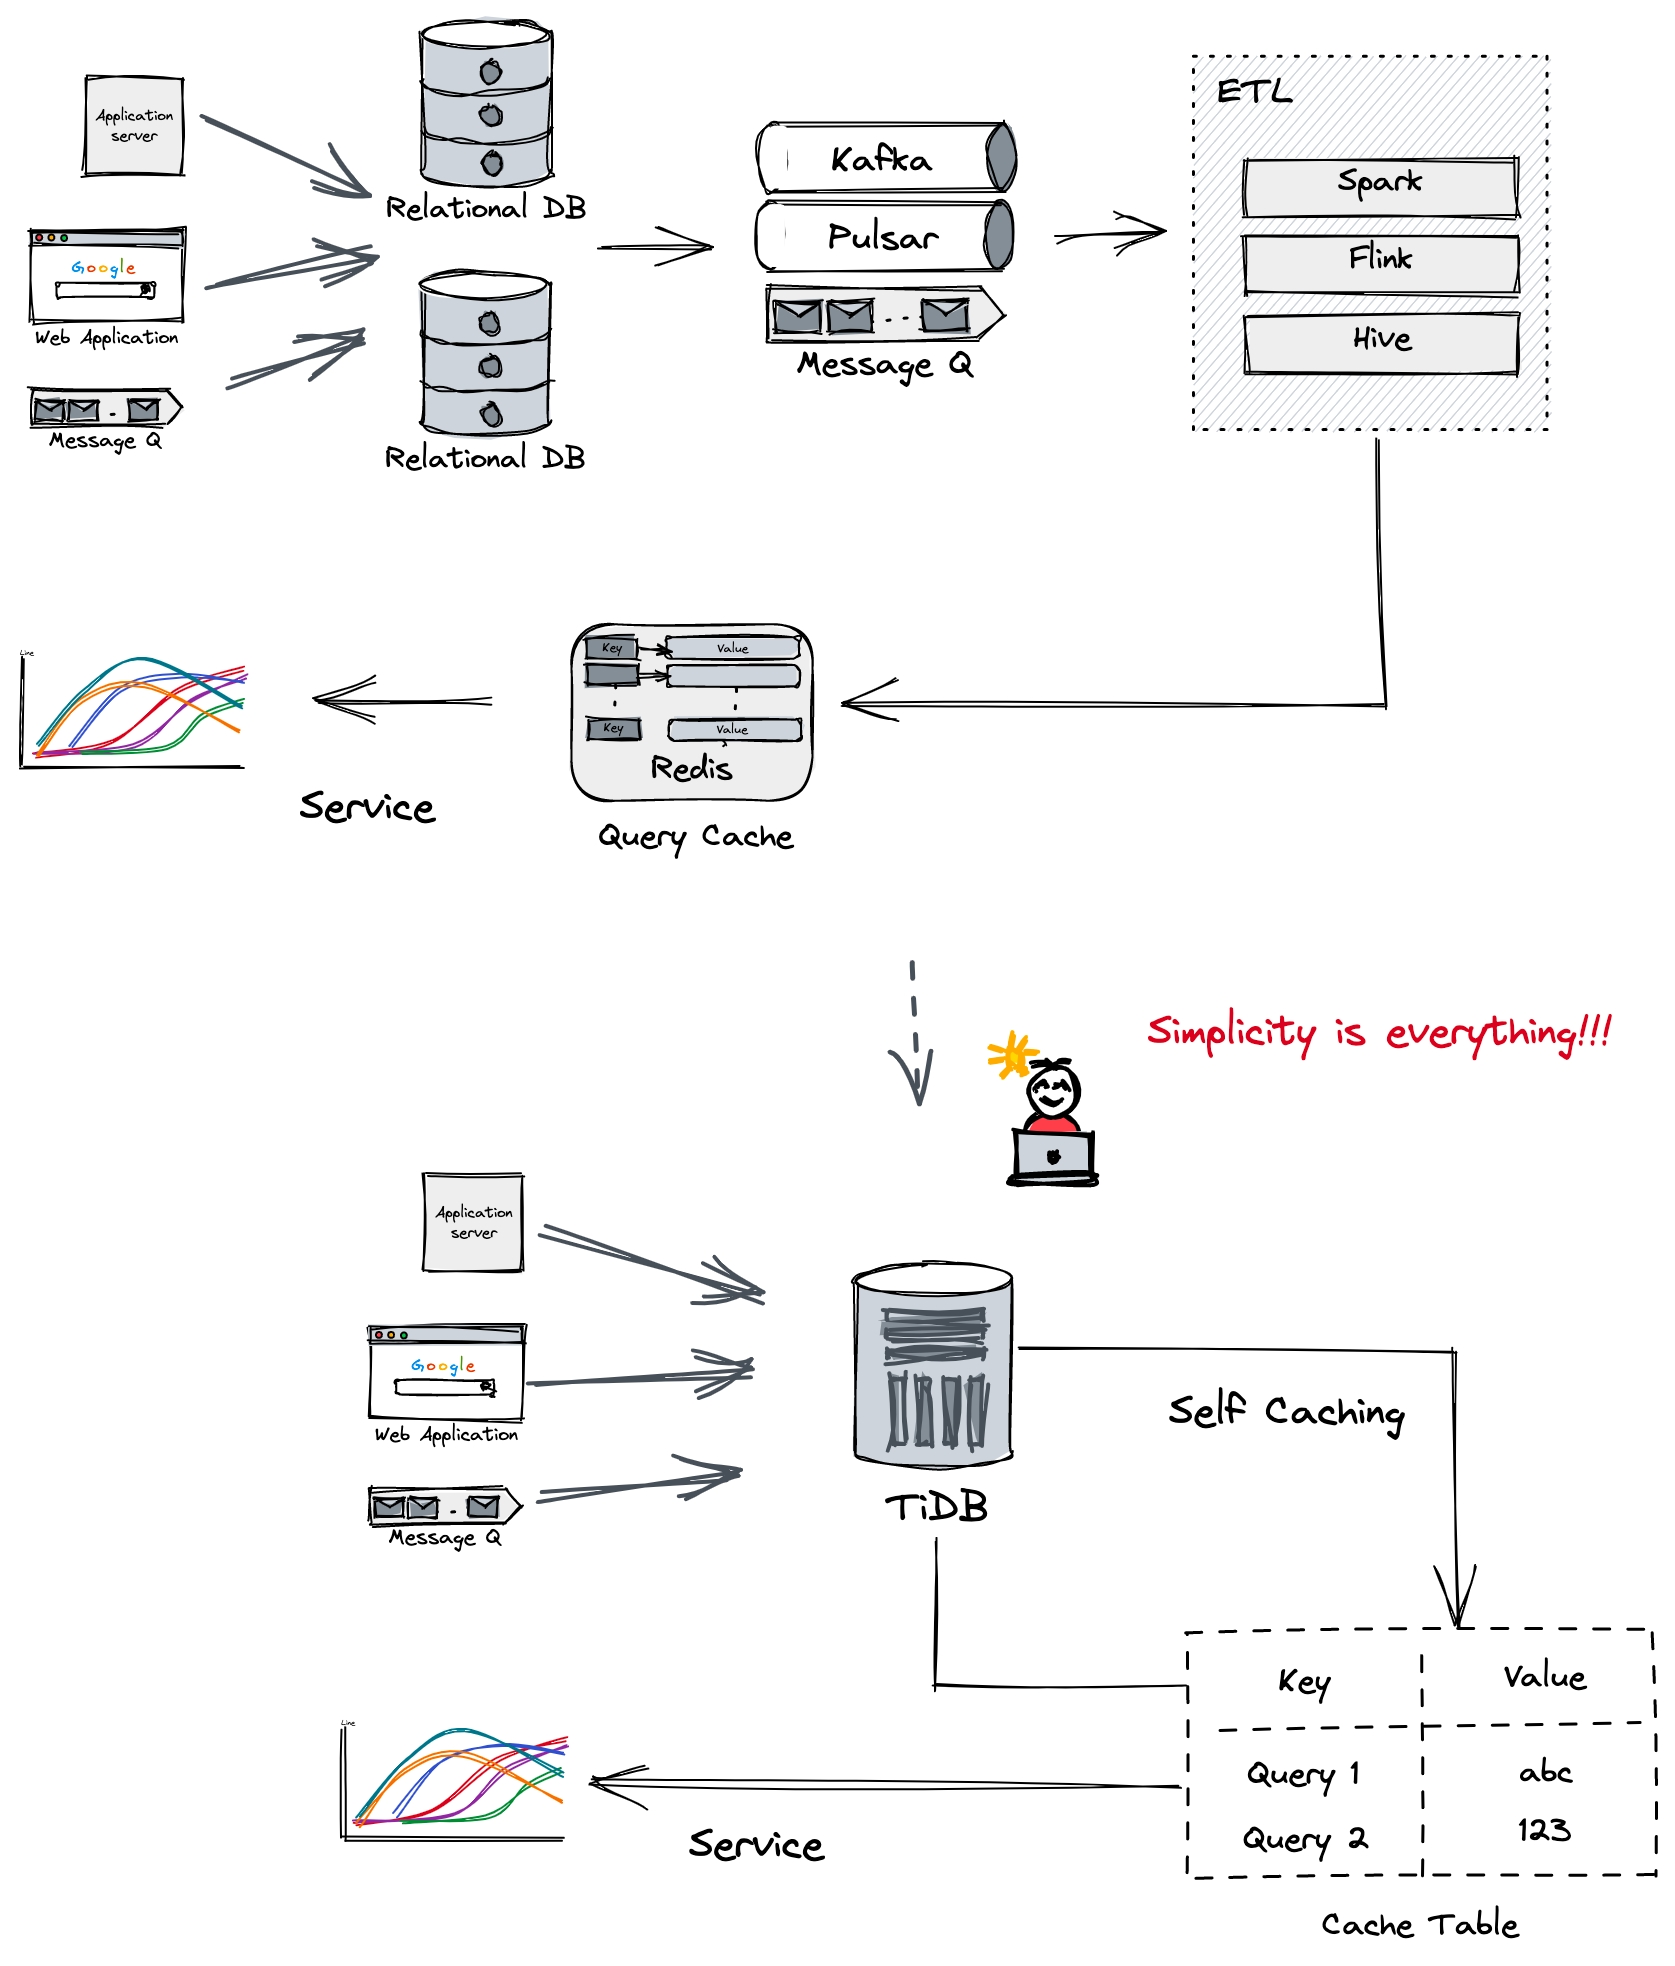 Application
server
Google
Web Application
Message Q
Relational DB
Relational DB
Kafka
Pulsar
Message Q
ETL
Spark
Flink
Hive
Line
Service
Key
Value
Key
Value
Redis
Query Cache
Simplicity is everything!!!
Application
server
Google
Web Application
Message Q
TiDB
Self Caching
Key Value
Query 1 abc
Query 2 123
Cache Table
Line
Service